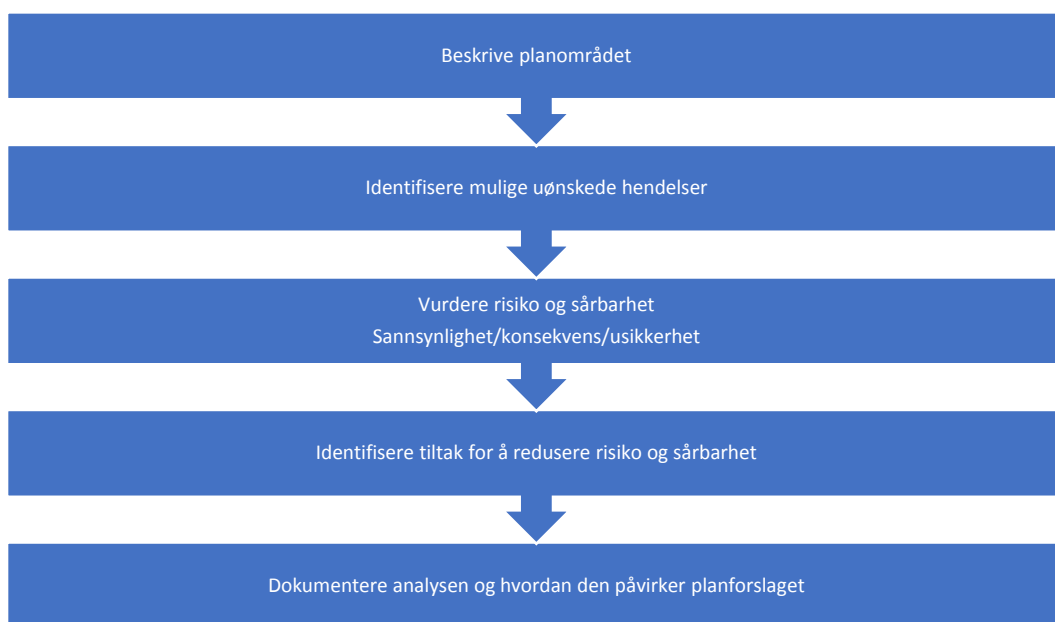 Beskrive planområdet
Identifisere mulige uønskede hendelser
Vurdere risiko og sårbarhet
Sannsynlighet/konsekvens/usikkerhet
Identifisere tiltak for å redusere risiko og sårbarhet
Dokumentere analysen og hvordan den påvirker planforslaget